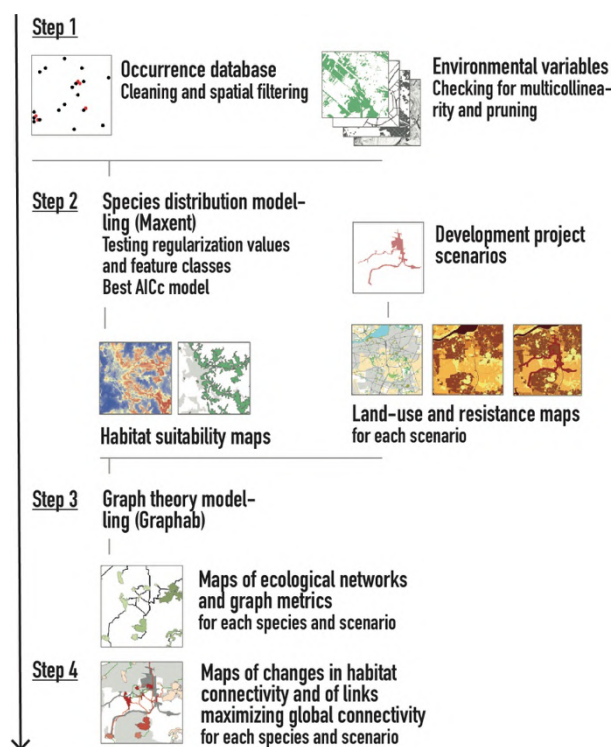 Step 1
Occurrence database
Cleaning and spatial filtering
Environmental variables
Checking for multicollinea-
rity and pruning
Step 2
Species distribution model-
ling (Maxent)
Testing regularization values
and feature classes
Best AICc model
Development project
scenarios
Habitat suitability maps
Land-use and resistance maps
for each scenario
Step 3
Graph theory model-
ling (Graphab)
Maps of ecological networks
and graph metrics
for each species and scenario
Step 4
Maps of changes in habitat
connectivity and of links
maximizing global connectivity
for each species and scenario